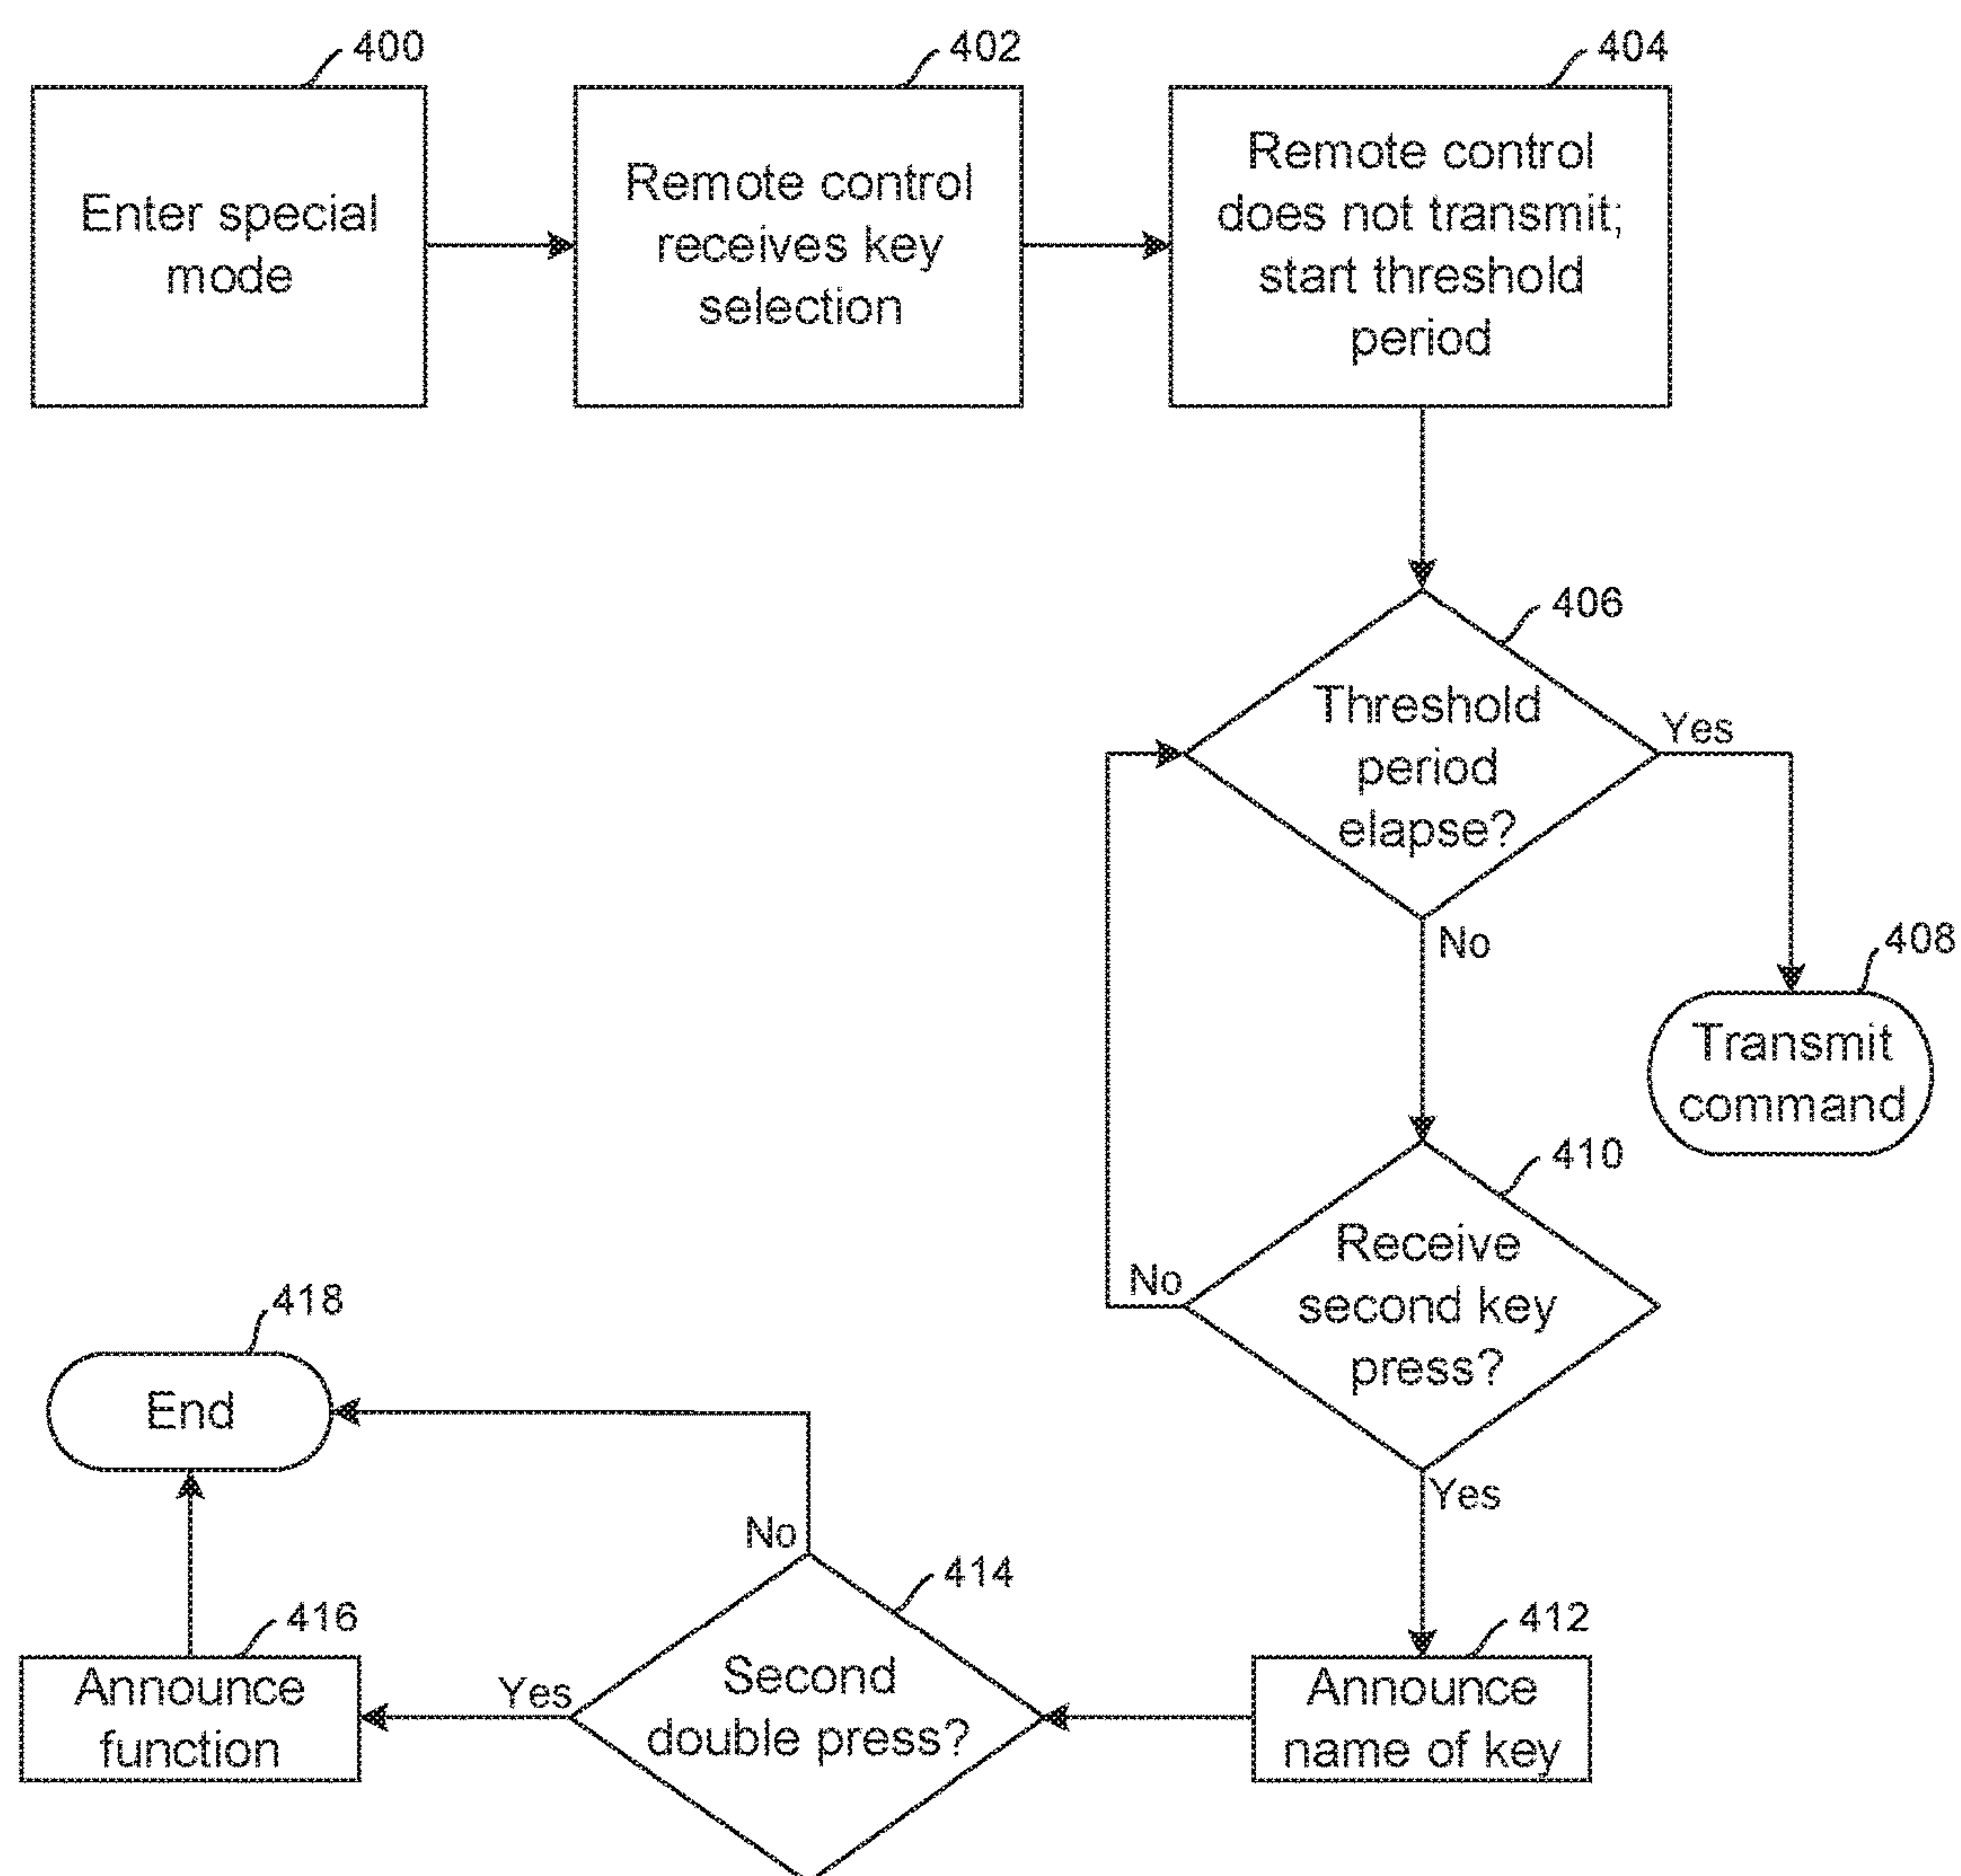 400
Enter special
mode
402
Remote control
receives key
selection
404
Remote control
does not transmit;
start threshold
period
406
Threshold
period
elapse?
Yes
No
408
Transmit
command
410
Receive
second key
press?
No
Yes
412
Announce
name of key
414
Second
double press?
No
Yes
416
Announce
function
418
End